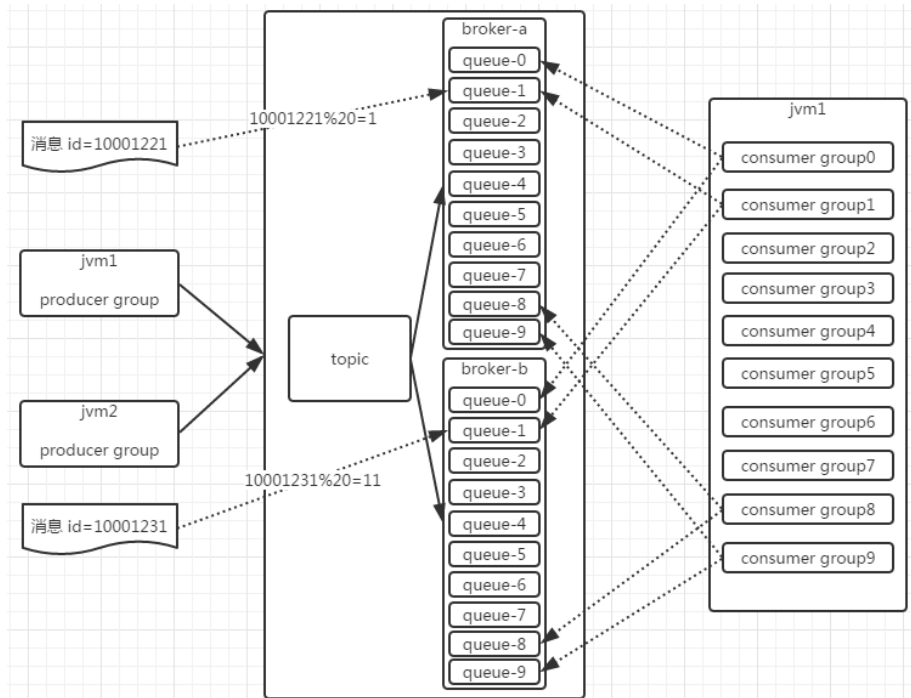 消息 id=10001221
jvm1
producer group
jvm2
producer group
消息 id=10001231
10001221%20=1
topic
10001231%20=11
broker-a
queue-0
queue-1
queue-2
queue-3
queue-4
queue-5
queue-6
queue-7
queue-8
queue-9
broker-b
queue-0
queue-1
queue-2
queue-3
queue-4
queue-5
queue-6
queue-7
queue-8
queue-9
jvm1
consumer group0
consumer group1
consumer group2
consumer group3
consumer group4
consumer group5
consumer group6
consumer group7
consumer group8
consumer group9